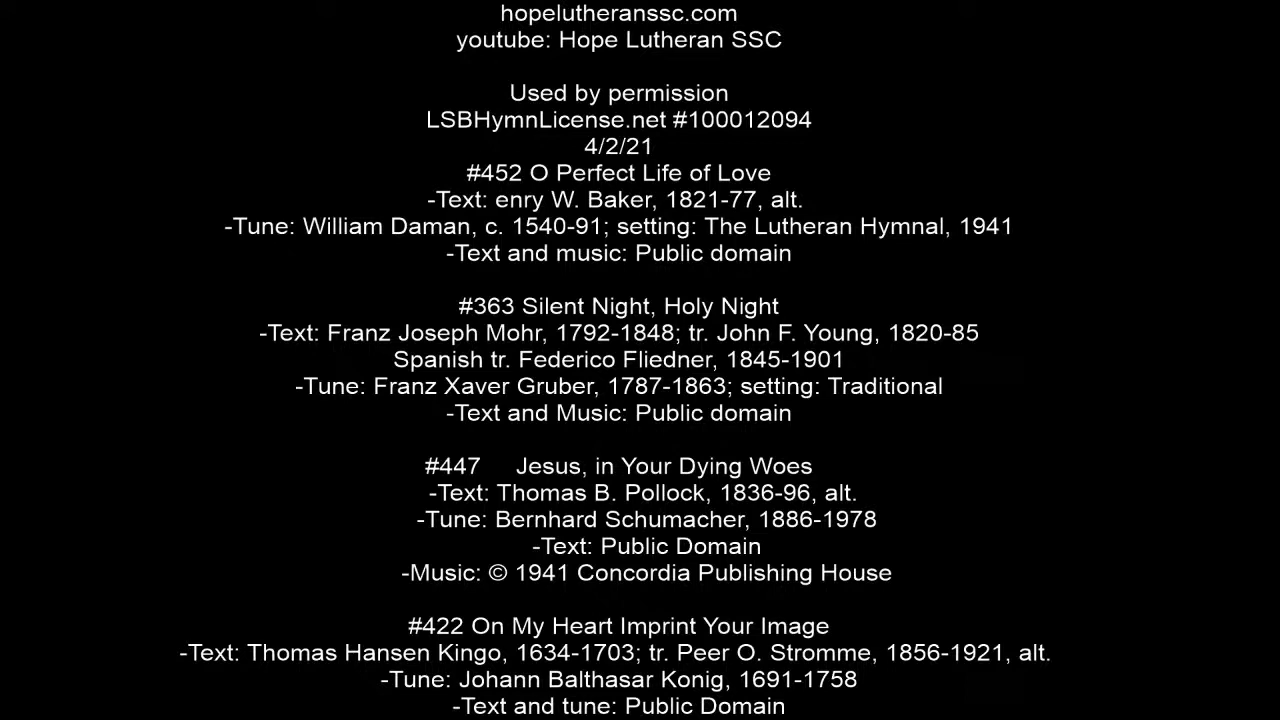 hopelutheranssc.com
youtube: Hope Lutheran SSC
Used by permission
LSBHymnLicense.net #100012094
4/2/21
#452 O Perfect Life of Love
-Text: enry W. Baker, 1821-77, alt.
-Tune: William Daman, c. 1540-91; setting: The Lutheran Hymnal, 1941
-Text and music: Public domain
#363 Silent Night, Holy Night
-Text: Franz Joseph Mohr, 1792-1848; tr. John F. Young, 1820-85
Spanish tr. Federico Fliedner, 1845-1901
-Tune: Franz Xaver Gruber, 1787-1863; setting: Traditional
-Text and Music: Public domain
#447 Jesus, in Your Dying Woes
-Text: Thomas B. Pollock, 1836-96, alt.
-Tune: Bernhard Schumacher, 1886-1978
-Text: Public Domain
-Music: © 1941 Concordia Publishing House
#422 On My Heart Imprint Your Image
-Text: Thomas Hansen Kingo, 1634-1703; tr. Peer O. Stromme, 1856-1921, alt.
-Tune: Johann Balthasar Konig, 1691-1758
-Text and tune: Public Domain